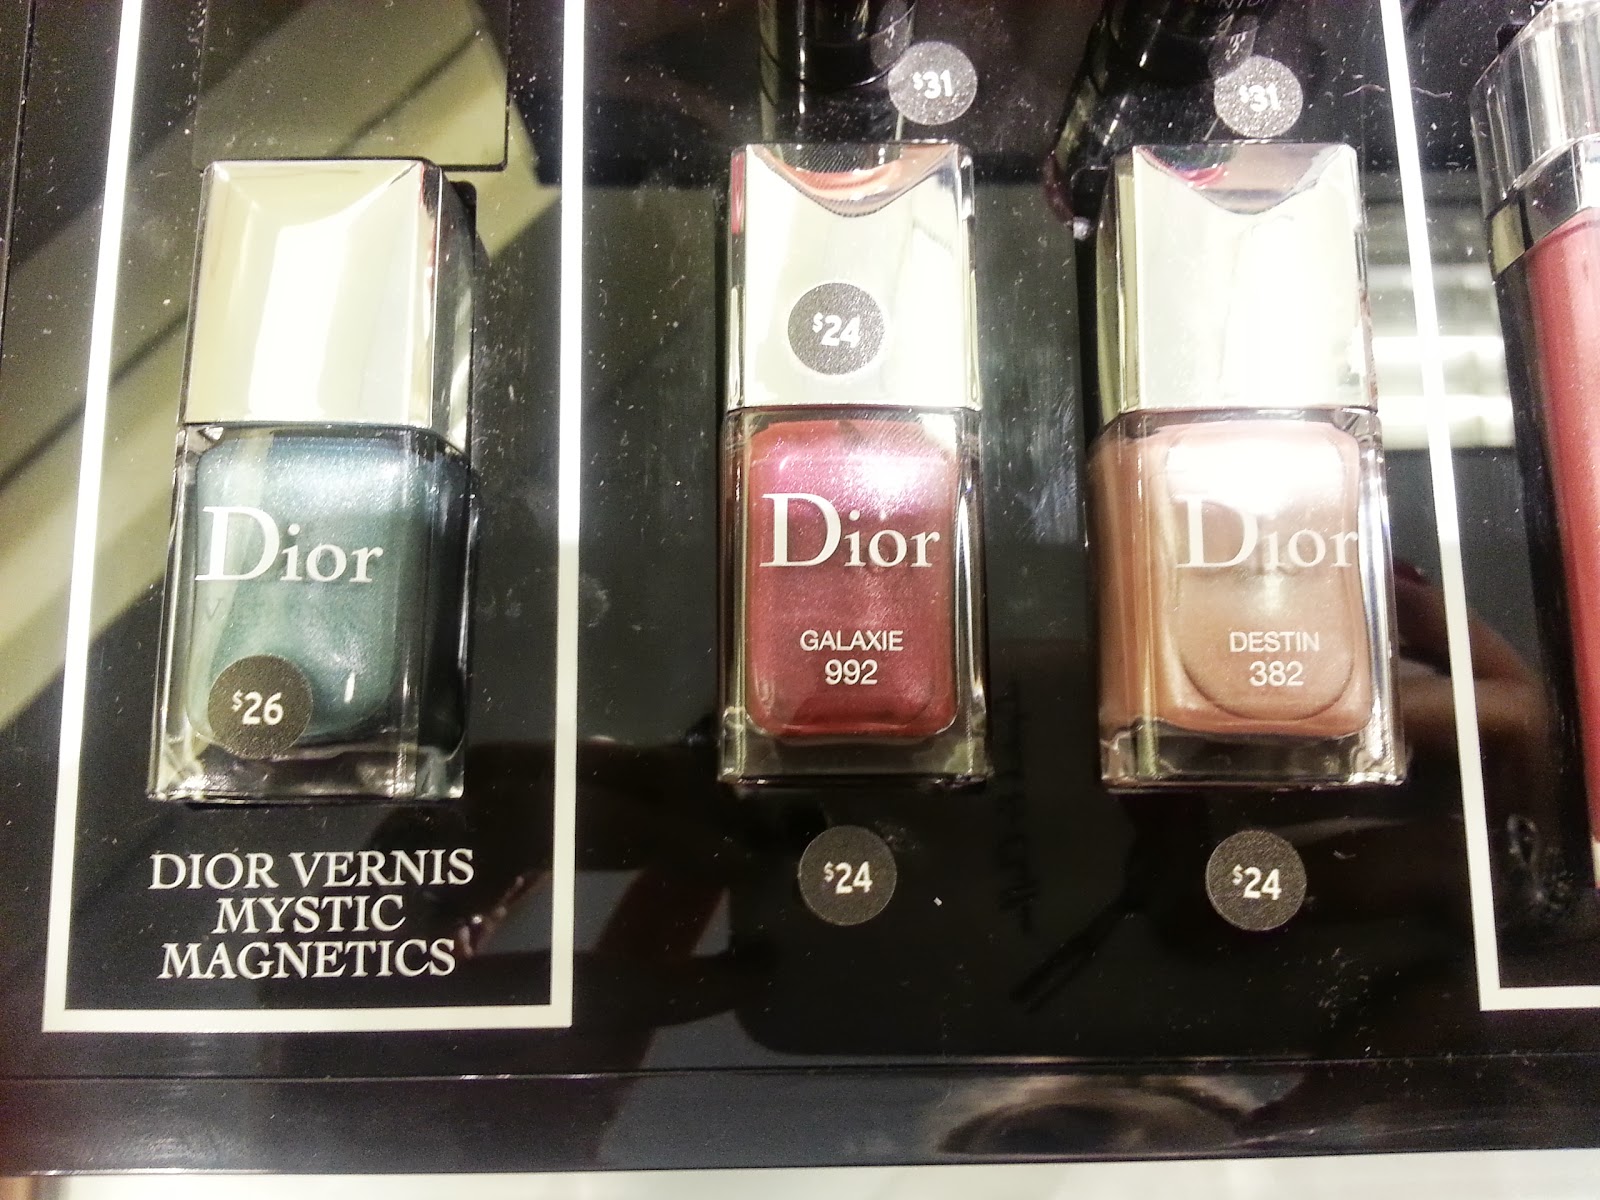 $31
$31
$24
Dior
$26
DIOR VERNIS
MYSTIC
MAGNETICS
Dior
GALAXIE
992
$24
Dior
DESTIN
382
$24